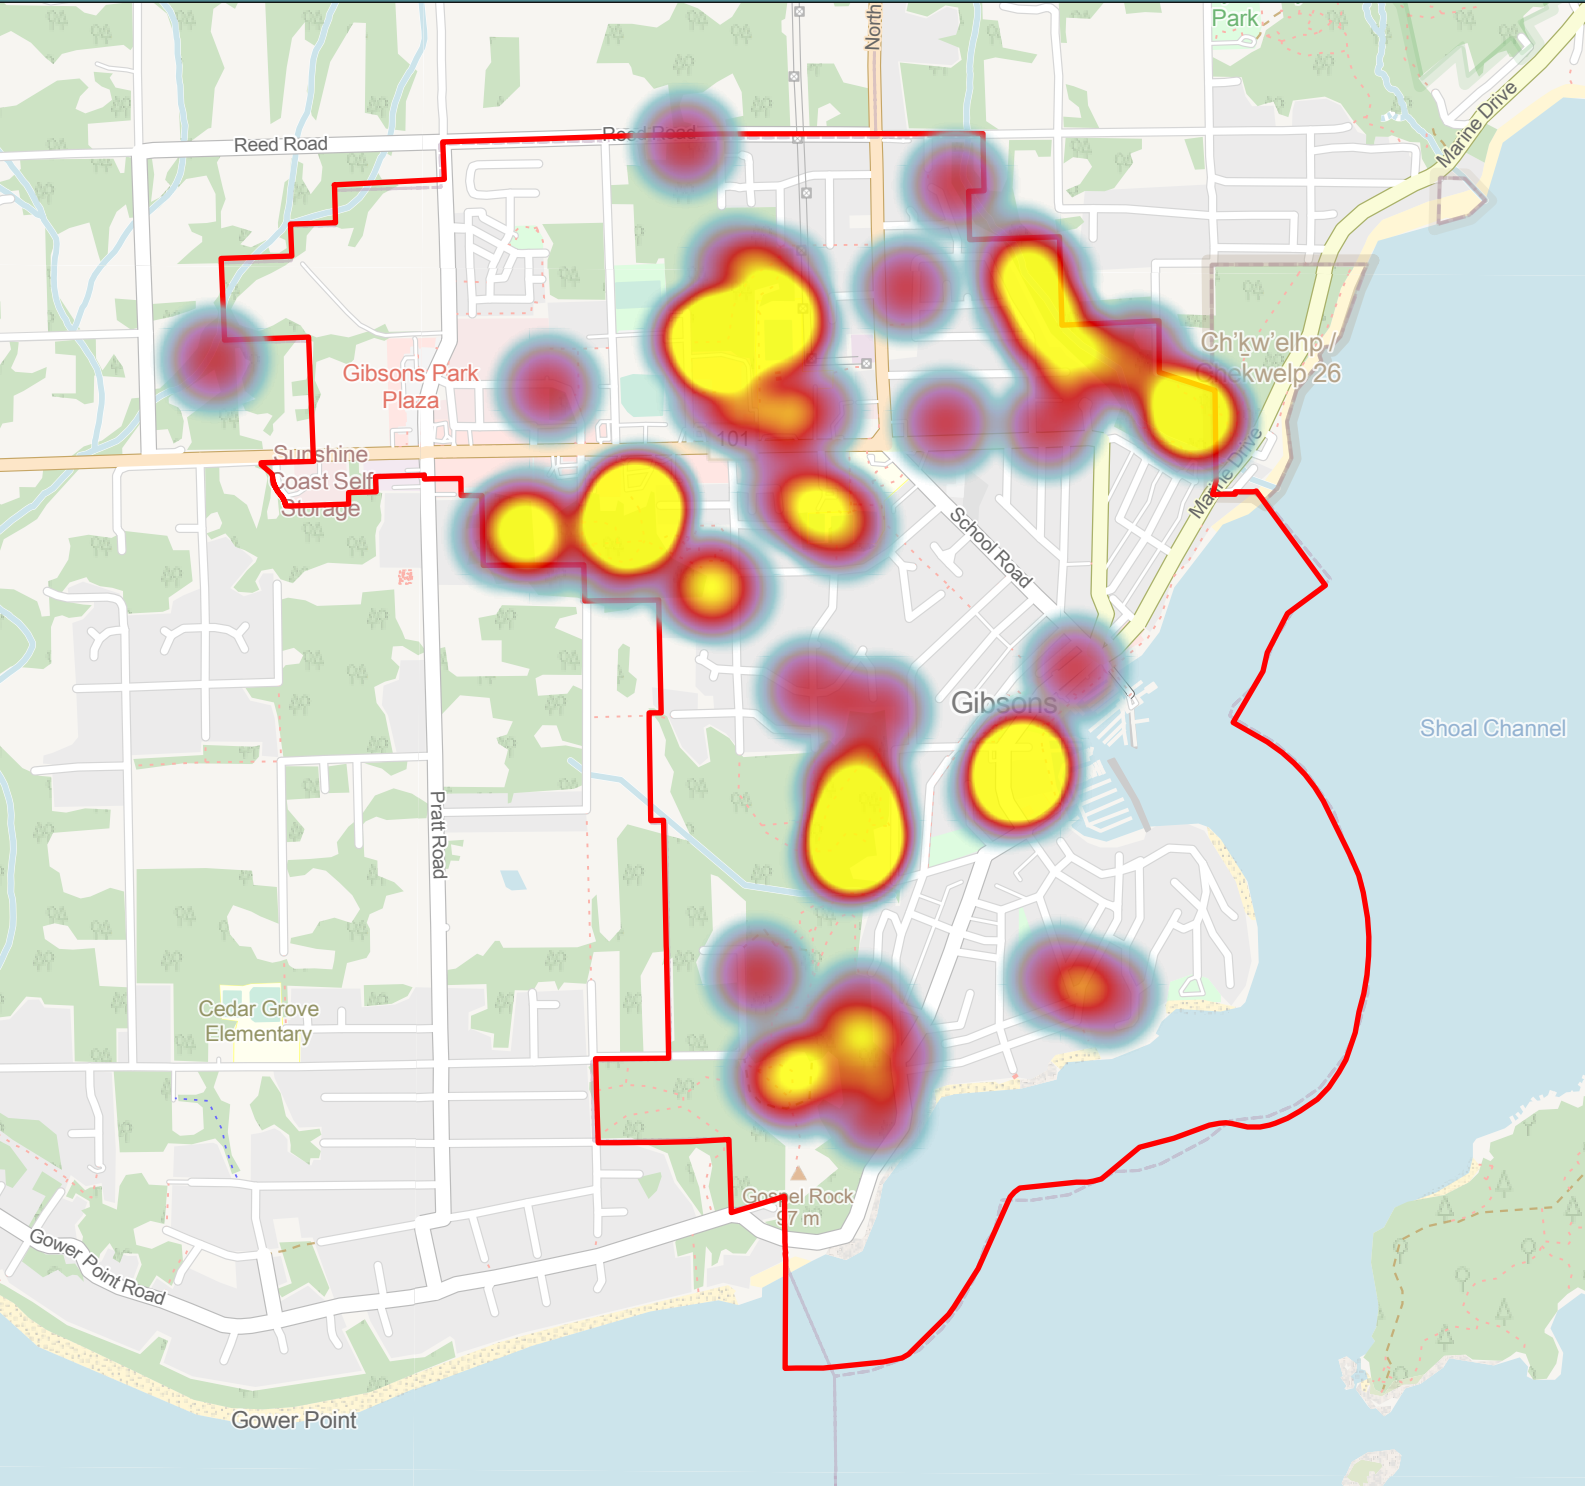 Park
North
Marine Drive
Reed Road
Reed Road
Ch'ḵw'elhp /
Chekwelp 26
Gibsons Park
Plaza
101
Sunshine
Coast Self
Storage
Marine Drive
School Road
Gibsons
Shoal Channel
Pratt Road
Cedar Grove
Elementary
Gospel Rock
97 m
Gower Point Road
Gower Point